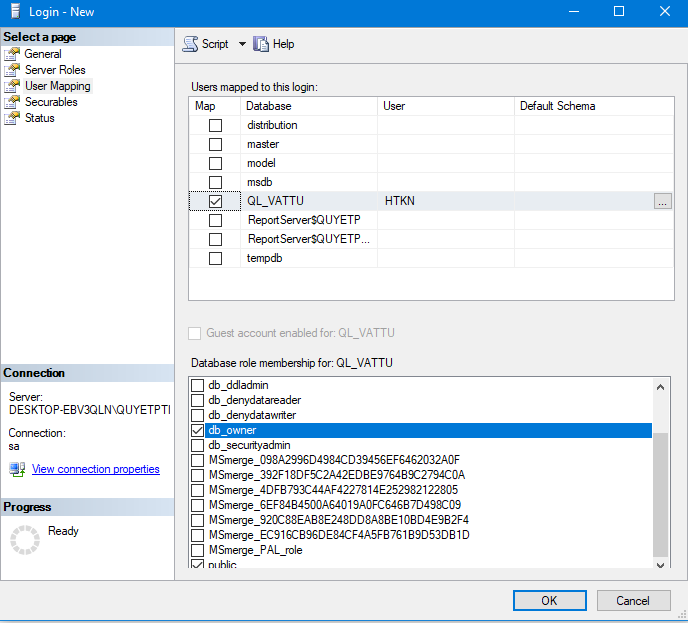 Login - New
Select a page
General
Server Roles
User Mapping
Securables
Status
Script Help
Users mapped to this login:
Map Database User Default Schema
distribution
master
model
msdb
QL_VATTU HTKN ...
ReportServer$QUYETP
ReportServer$QUYETP...
tempdb
Guest account enabled for: QL_VATTU
Database role membership for: QL_VATTU
db_ddladmin
db_denydatareader
db_denydatawriter
db_owner
db_securityadmin
MSmerge_098A2996D4984CD39456EF6462032A0F
MSmerge_392F18DF5C2A42EDBE9764B9C2794C0A
MSmerge_4DFB793C44AF4227814E252982122805
MSmerge_6EF84B4500A64019A0FC646B7D498C09
MSmerge_920C88EAB8E248DD8A8BE10BD4E9B2F4
MSmerge_EC916CB96DE84CF4A5FB761B9D53DB1D
MSmerge_PAL_role
public
Connection
Server:
DESKTOP-EBV3QLN\QUYETPTI
Connection:
sa
View connection properties
Progress
Ready
OK Cancel